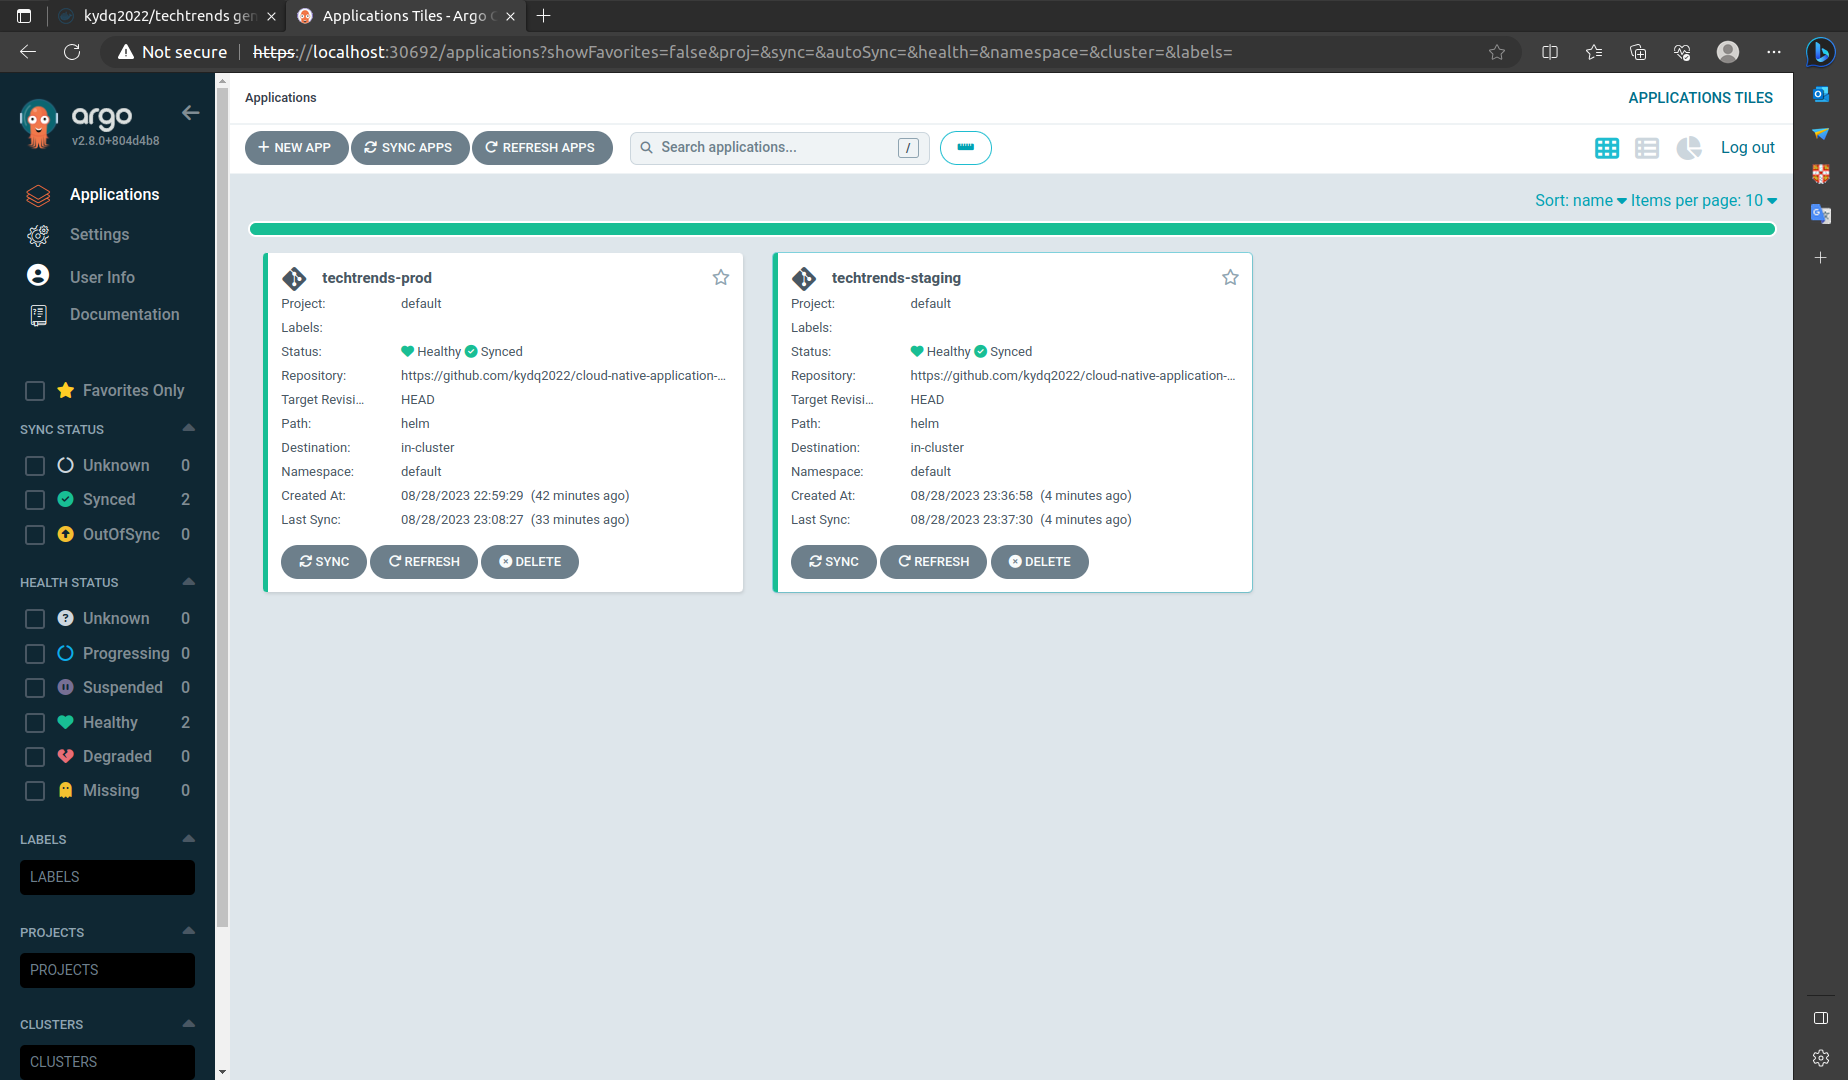 kydq2022/techtrends gen
Applications Tiles - Argo C
Not secure
https://localhost:30692/applications?showFavorites=false&proj=&sync=&autoSync=&health=&namespace=&cluster=&labels=
argo
v2.8.0+804d4b8
Applications
Settings
User Info
Documentation
Favorites Only
SYNC STATUS
Unknown 0
Synced 2
OutOfSync 0
HEALTH STATUS
Unknown 0
Progressing 0
Suspended 0
Healthy 2
Degraded 0
Missing 0
LABELS
LABELS
PROJECTS
PROJECTS
CLUSTERS
CLUSTERS
Applications
APPLICATIONS TILES
NEW APP SYNC APPS REFRESH APPS Search applications... /
Log out
Sort: name Items per page: 10
techtrends-prod
Project: default
Labels:
Status: Healthy Synced
Repository: https://github.com/kydq2022/cloud-native-application-...
Target Revisi... HEAD
Path: helm
Destination: in-cluster
Namespace: default
Created At: 08/28/2023 22:59:29 (42 minutes ago)
Last Sync: 08/28/2023 23:08:27 (33 minutes ago)
SYNC REFRESH DELETE
techtrends-staging
Project: default
Labels:
Status: Healthy Synced
Repository: https://github.com/kydq2022/cloud-native-application-...
Target Revisi... HEAD
Path: helm
Destination: in-cluster
Namespace: default
Created At: 08/28/2023 23:36:58 (4 minutes ago)
Last Sync: 08/28/2023 23:37:30 (4 minutes ago)
SYNC REFRESH DELETE